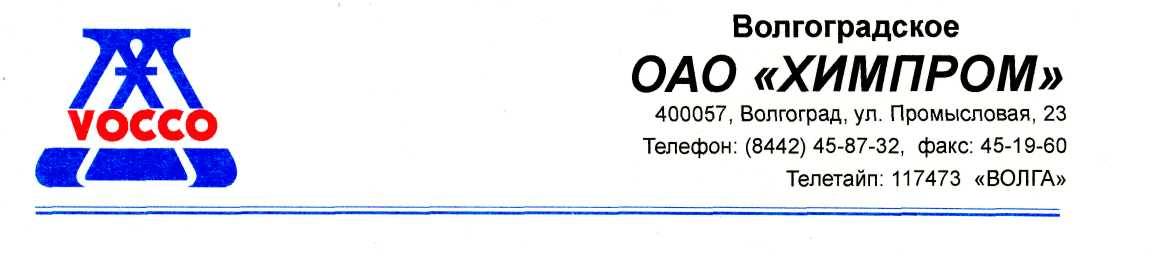 VOCCO
Волгоградское
ОАО «ХИМПРОМ»
400057, Волгоград, ул. Промысловая, 23
Телефон: (8442) 45-87-32, факс: 45-19-60
Телетайп: 117473 «ВОЛГА»